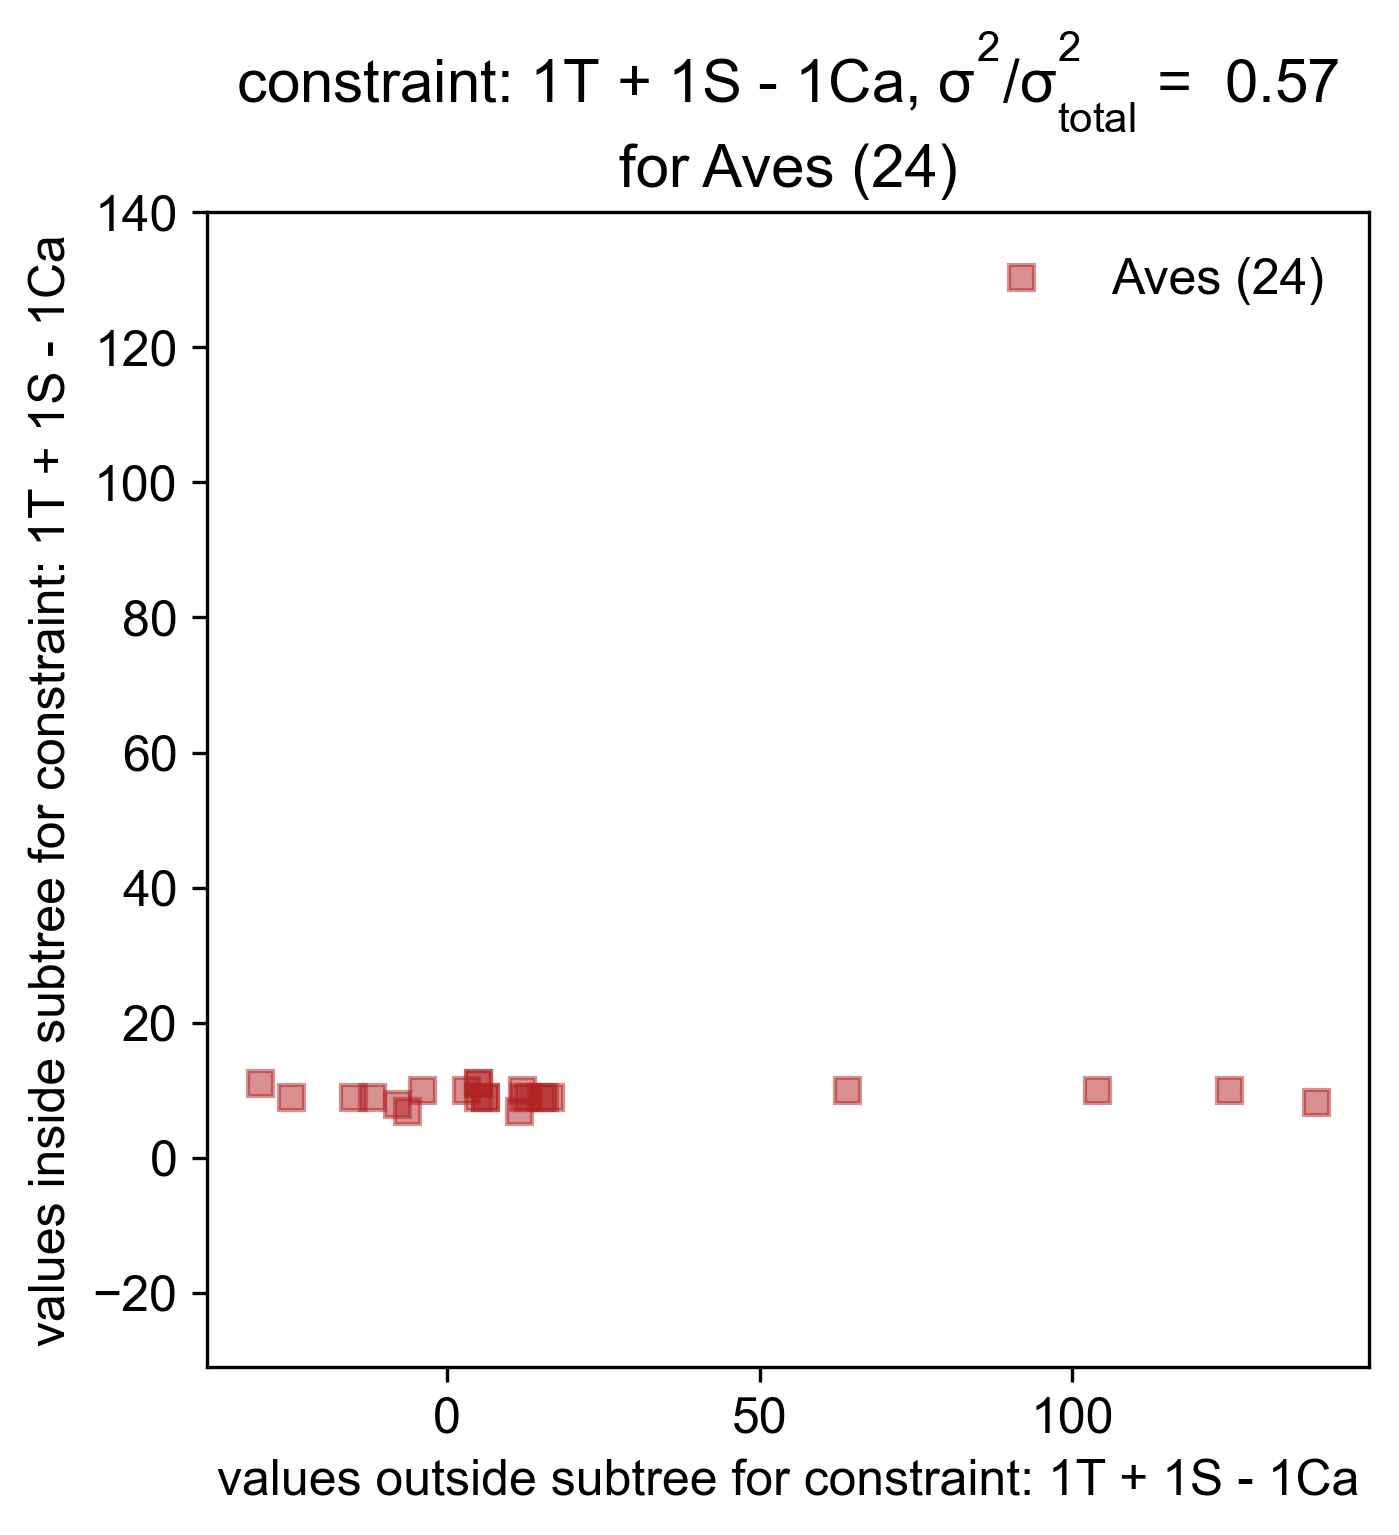 constraint: 1T + 1S - 1Ca, σ²/σ²total = 0.57
for Aves (24)
Aves (24)
140
120
100
80
60
40
20
0
−20
values inside subtree for constraint: 1T + 1S - 1Ca
0 50 100
values outside subtree for constraint: 1T + 1S - 1Ca